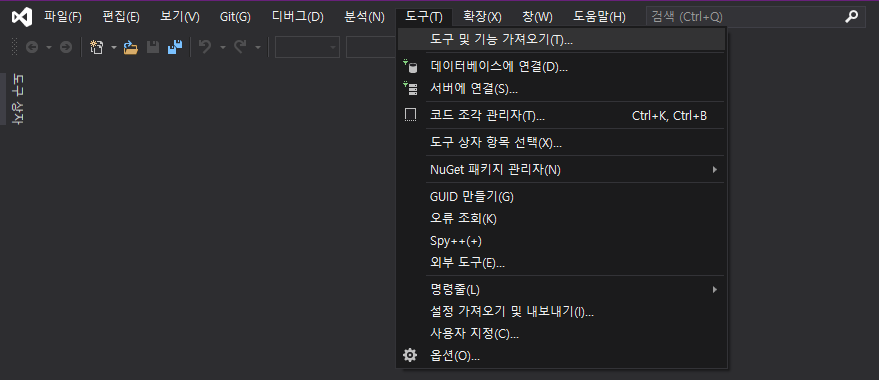 파일(F) 편집(E) 보기(V) Git(G) 디버그(D) 분석(N) 도구(T) 확장(X) 창(W) 도움말(H) 검색 (Ctrl+Q)
도구 상자
도구 및 기능 가져오기(T)...
데이터베이스에 연결(D)...
서버에 연결(S)...
코드 조각 관리자(T)... Ctrl+K, Ctrl+B
도구 상자 항목 선택(X)...
NuGet 패키지 관리자(N)
GUID 만들기(G)
오류 조회(K)
Spy++(+)
외부 도구(E)...
명령줄(L)
설정 가져오기 및 내보내기(I)...
사용자 지정(C)...
옵션(O)...